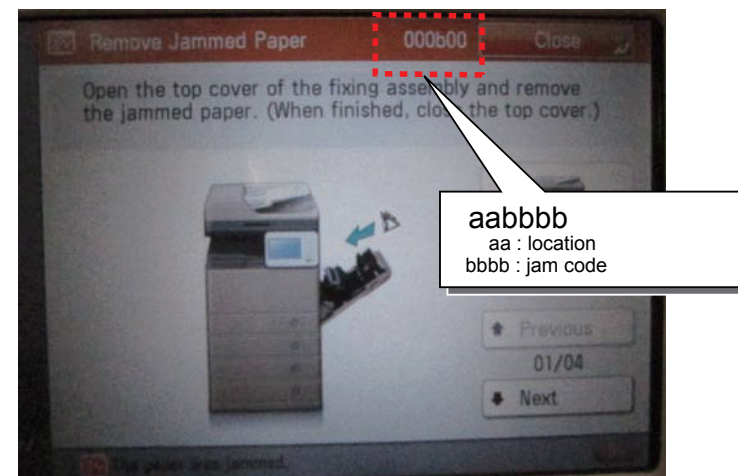 Remove Jammed Paper 000b00 Close
Open the top cover of the fixing assembly and remove
the jammed paper. (When finished, close the top cover.)
aabbbb
aa : location
bbbb : jam code
Previous
01/04
Next
The paper was jammed.